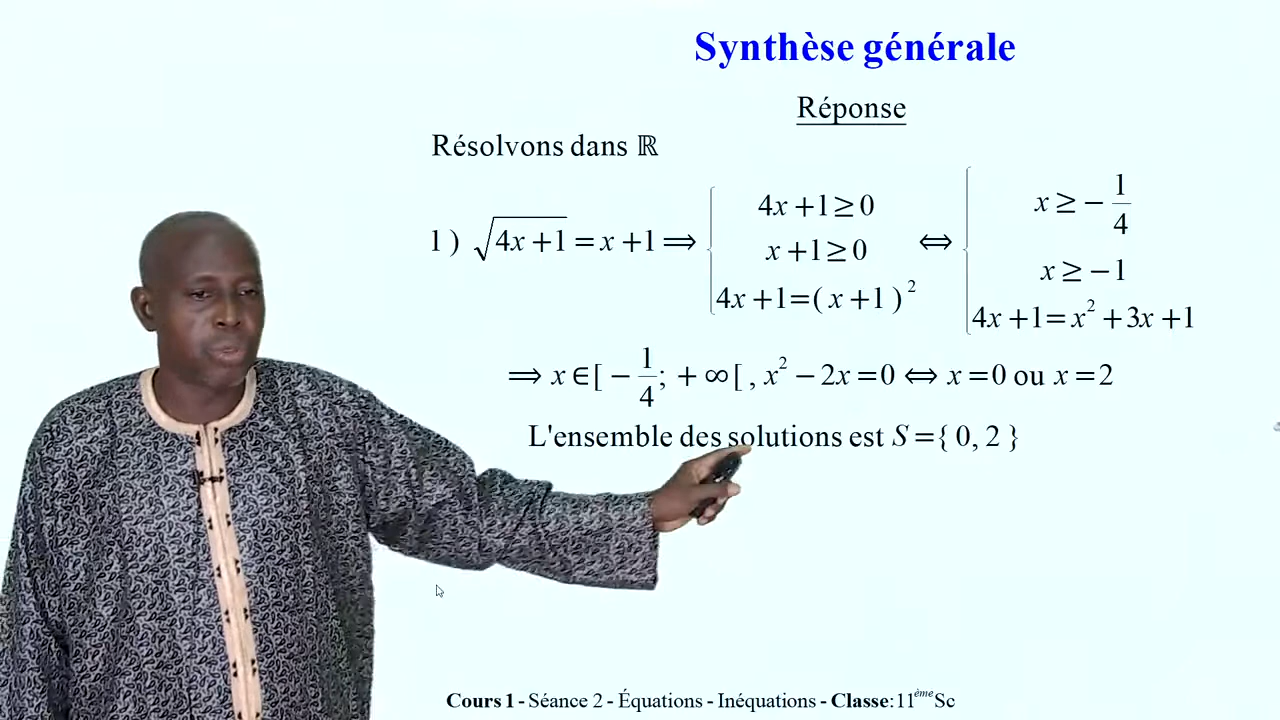 Synthèse générale
Réponse
Résolvons dans ℝ
1 ) √(4x+1) = x+1 ⟹ { 4x+1≥0 ; x+1≥0 ; 4x+1=( x+1 )² ⇔ { x ≥ − 1/4 ; x ≥ −1 ; 4x+1= x² +3x+1
⟹ x ∈ [ − 1/4 ; + ∞ [ , x² − 2x = 0 ⇔ x = 0 ou x = 2
L'ensemble des solutions est S = { 0, 2 }
Cours 1 - Séance 2 - Équations - Inéquations - Classe: 11ème Sc